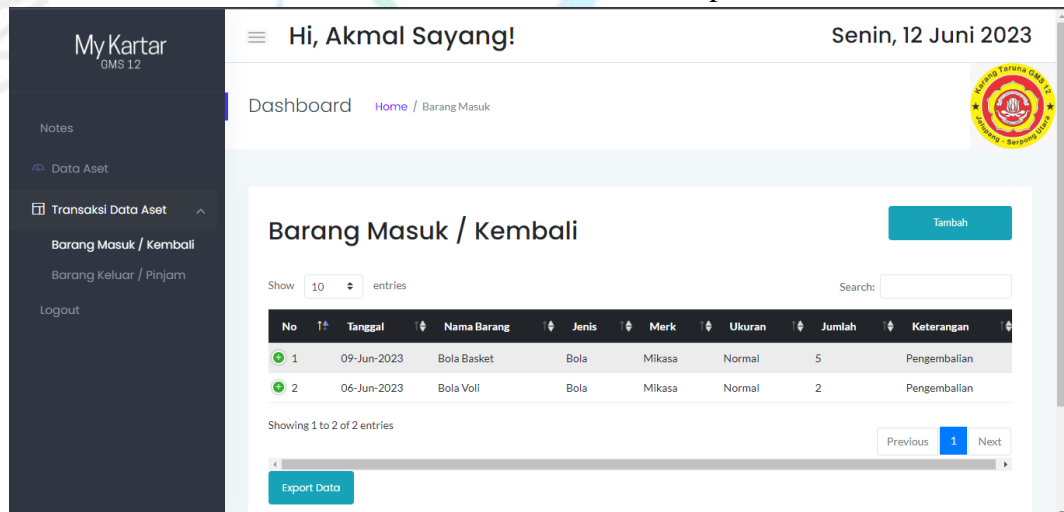 My Kartar
GMS 12
Hi, Akmal Sayang!
Senin, 12 Juni 2023
Dashboard Home / Barang Masuk
Karang Taruna GMS 12
Jelupang - Serpong Utara
Notes
Data Aset
Transaksi Data Aset
Barang Masuk / Kembali
Barang Keluar / Pinjam
Logout
Barang Masuk / Kembali
Tambah
Show 10 entries
Search:
No Tanggal Nama Barang Jenis Merk Ukuran Jumlah Keterangan
1 09-Jun-2023 Bola Basket Bola Mikasa Normal 5 Pengembalian
2 06-Jun-2023 Bola Voli Bola Mikasa Normal 2 Pengembalian
Showing 1 to 2 of 2 entries
Previous 1 Next
Export Data